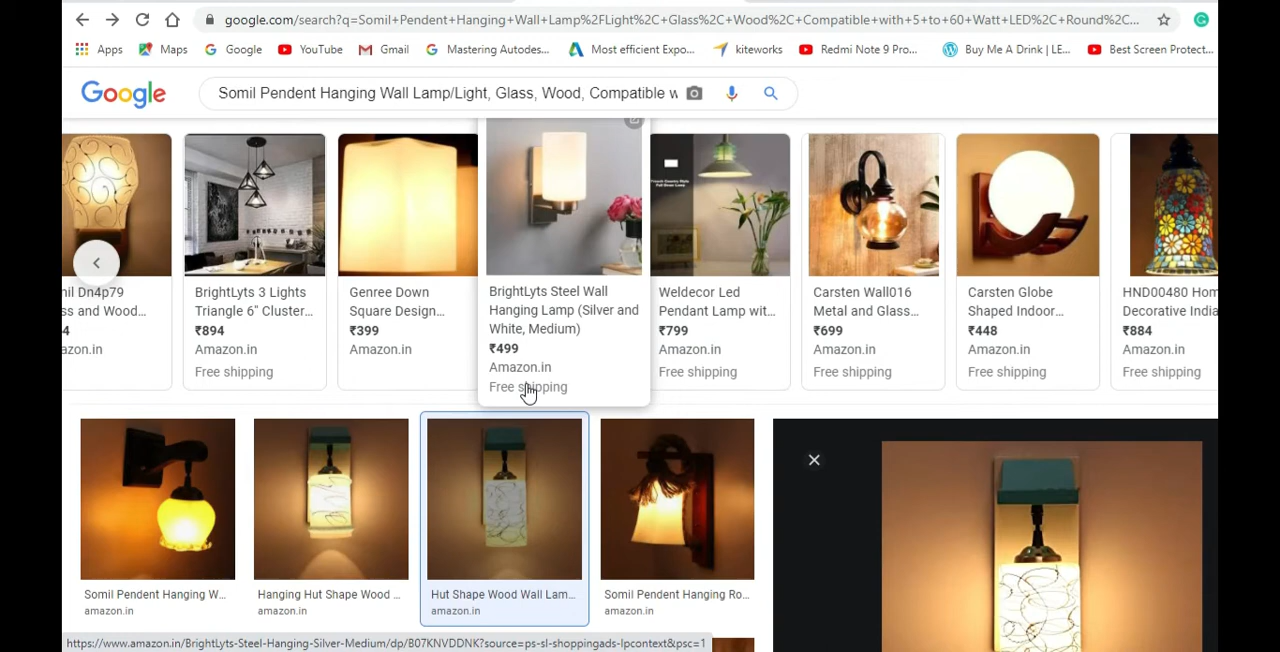 google.com/search?q=Somil+Pendent+Hanging+Wall+Lamp%2FLight%2C+Glass%2C+Wood%2C+Compatible+with+5+to+60+Watt+LED%2C+Round%2C...
Apps Maps Google YouTube Gmail Mastering Autodes... Most efficient Expo... kiteworks Redmi Note 9 Pro... Buy Me A Drink | LE... Best Screen Protect...
Google
Somil Pendent Hanging Wall Lamp/Light, Glass, Wood, Compatible w
nil Dn4p79
ss and Wood...
4
azon.in
BrightLyts 3 Lights
Triangle 6" Cluster...
₹894
Amazon.in
Free shipping
Genree Down
Square Design...
₹399
Amazon.in
BrightLyts Steel Wall
Hanging Lamp (Silver and
White, Medium)
₹499
Amazon.in
Free shipping
Weldecor Led
Pendant Lamp wit...
₹799
Amazon.in
Free shipping
Carsten Wall016
Metal and Glass...
₹699
Amazon.in
Free shipping
Carsten Globe
Shaped Indoor...
₹448
Amazon.in
Free shipping
HND00480 Hom
Decorative India
₹884
Amazon.in
Free shipping
Somil Pendent Hanging W...
amazon.in
Hanging Hut Shape Wood ...
amazon.in
Hut Shape Wood Wall Lam...
amazon.in
Somil Pendent Hanging Ro...
amazon.in
https://www.amazon.in/BrightLyts-Steel-Hanging-Silver-Medium/dp/B07KNVDDNK?source=ps-sl-shoppingads-lpcontext&psc=1